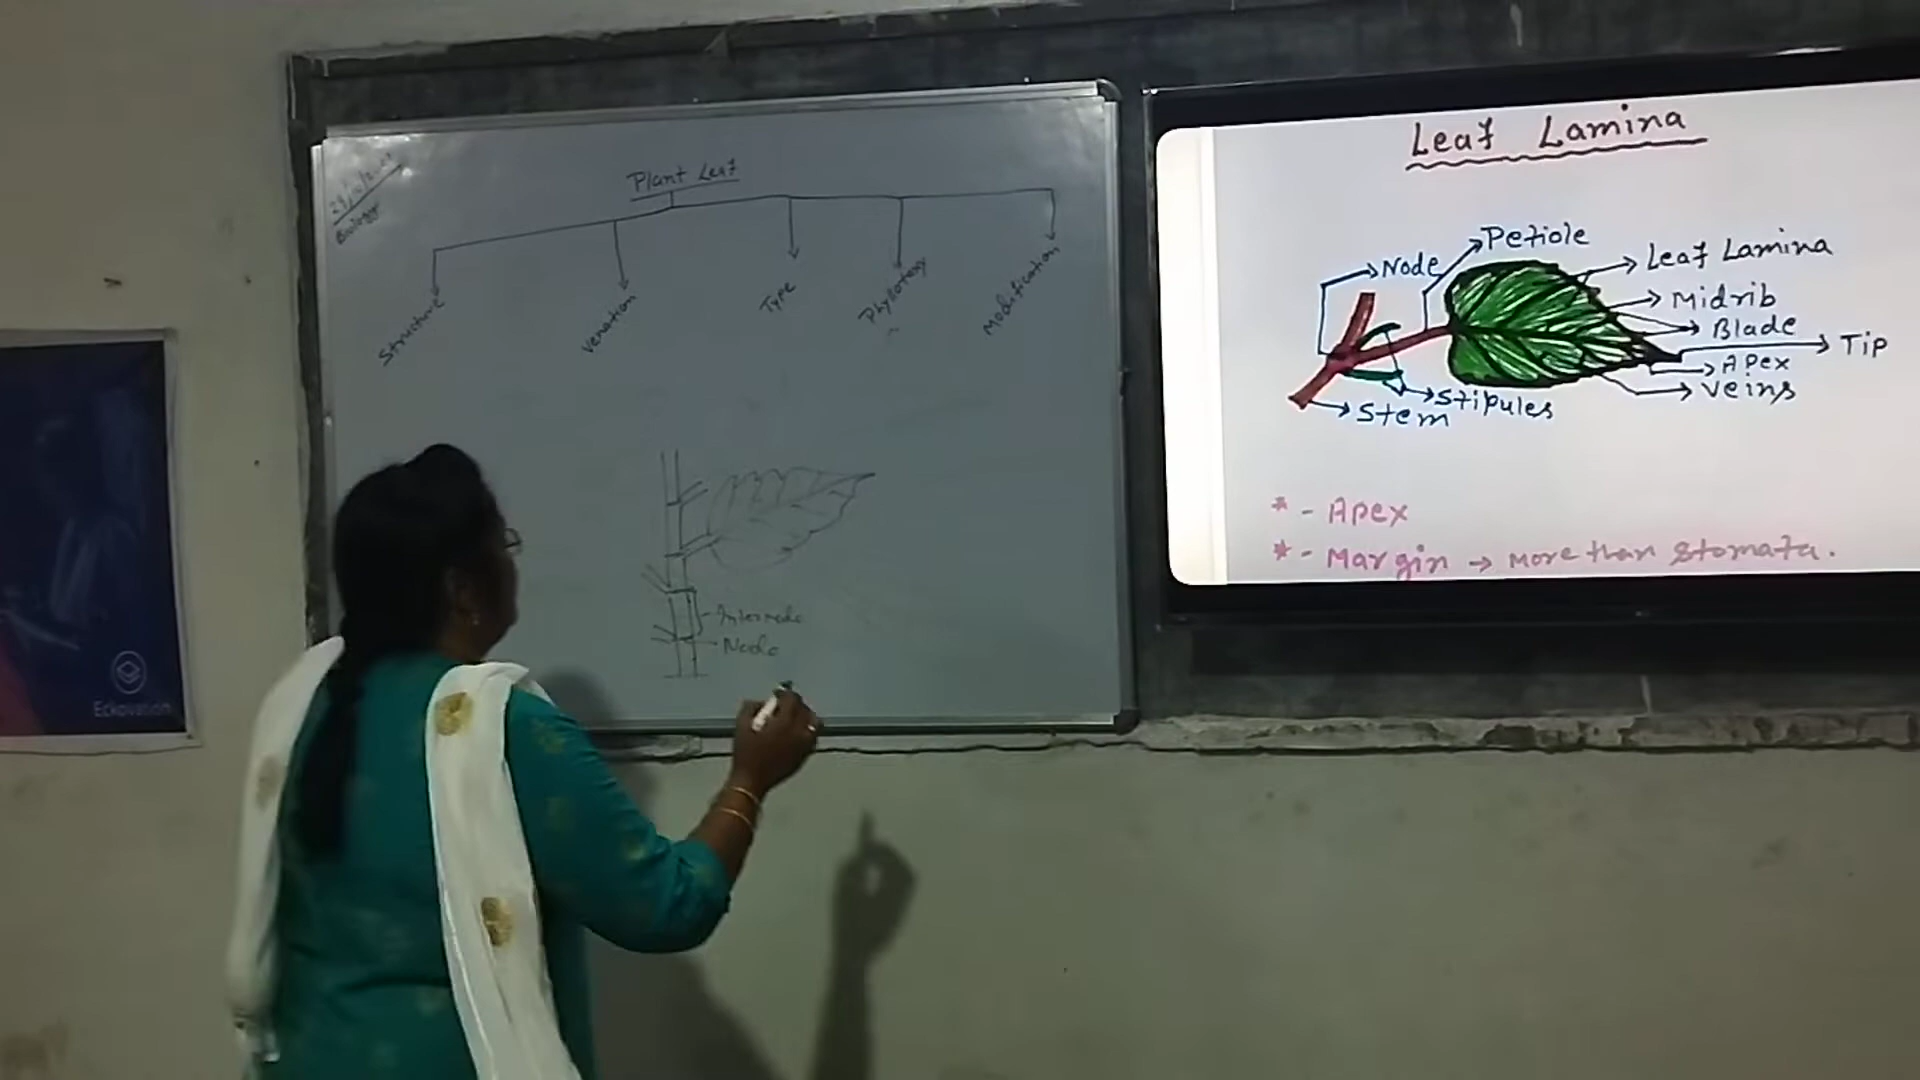 Biology
Plant Leaf
Structure
Venation
Type
Modification
Internode
Node
Eckovation
Leaf Lamina
Petiole
Node
Leaf Lamina
Midrib
Blade
Tip
Apex
Veins
Stipules
Stem
* - Apex
* - Margin → more than stomata.